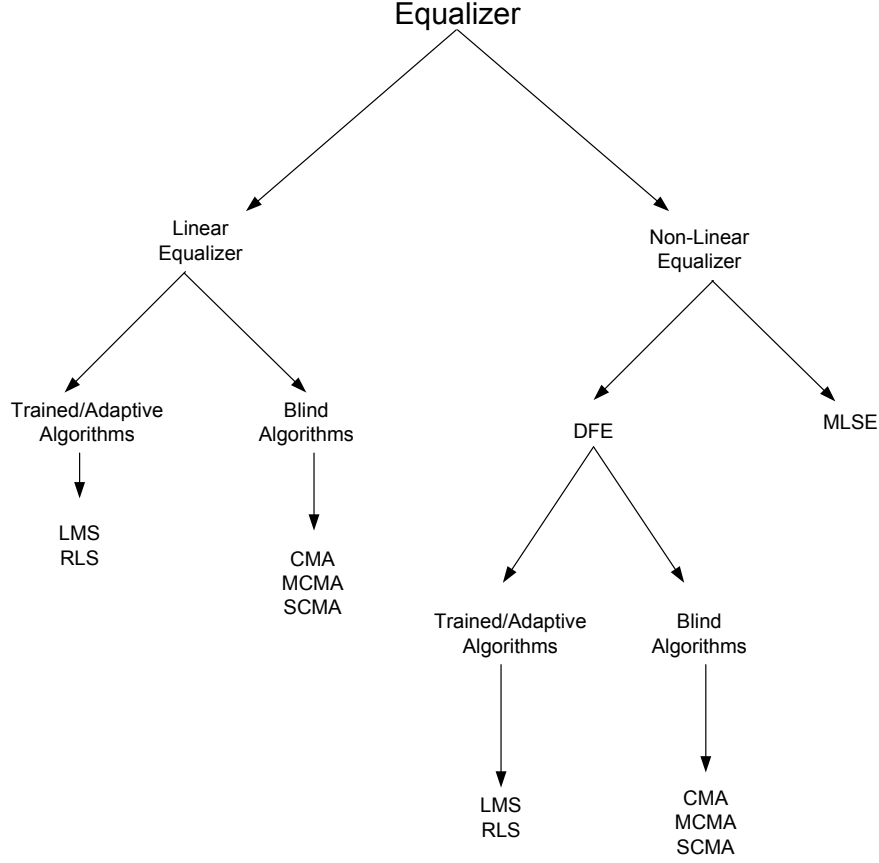 Equalizer
Linear
Equalizer
Non-Linear
Equalizer
Trained/Adaptive
Algorithms
Blind
Algorithms
DFE
MLSE
LMS
RLS
CMA
MCMA
SCMA
Trained/Adaptive
Algorithms
Blind
Algorithms
LMS
RLS
CMA
MCMA
SCMA